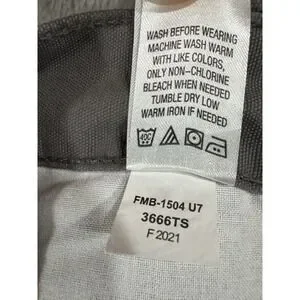 WASH BEFORE WEARING
MACHINE WASH WARM
WITH LIKE COLORS,
ONLY NON-CHLORINE
BLEACH WHEN NEEDED
TUMBLE DRY LOW
WARM IRON IF NEEDED
40C
FMB-1504 U7
3666TS
F 2021